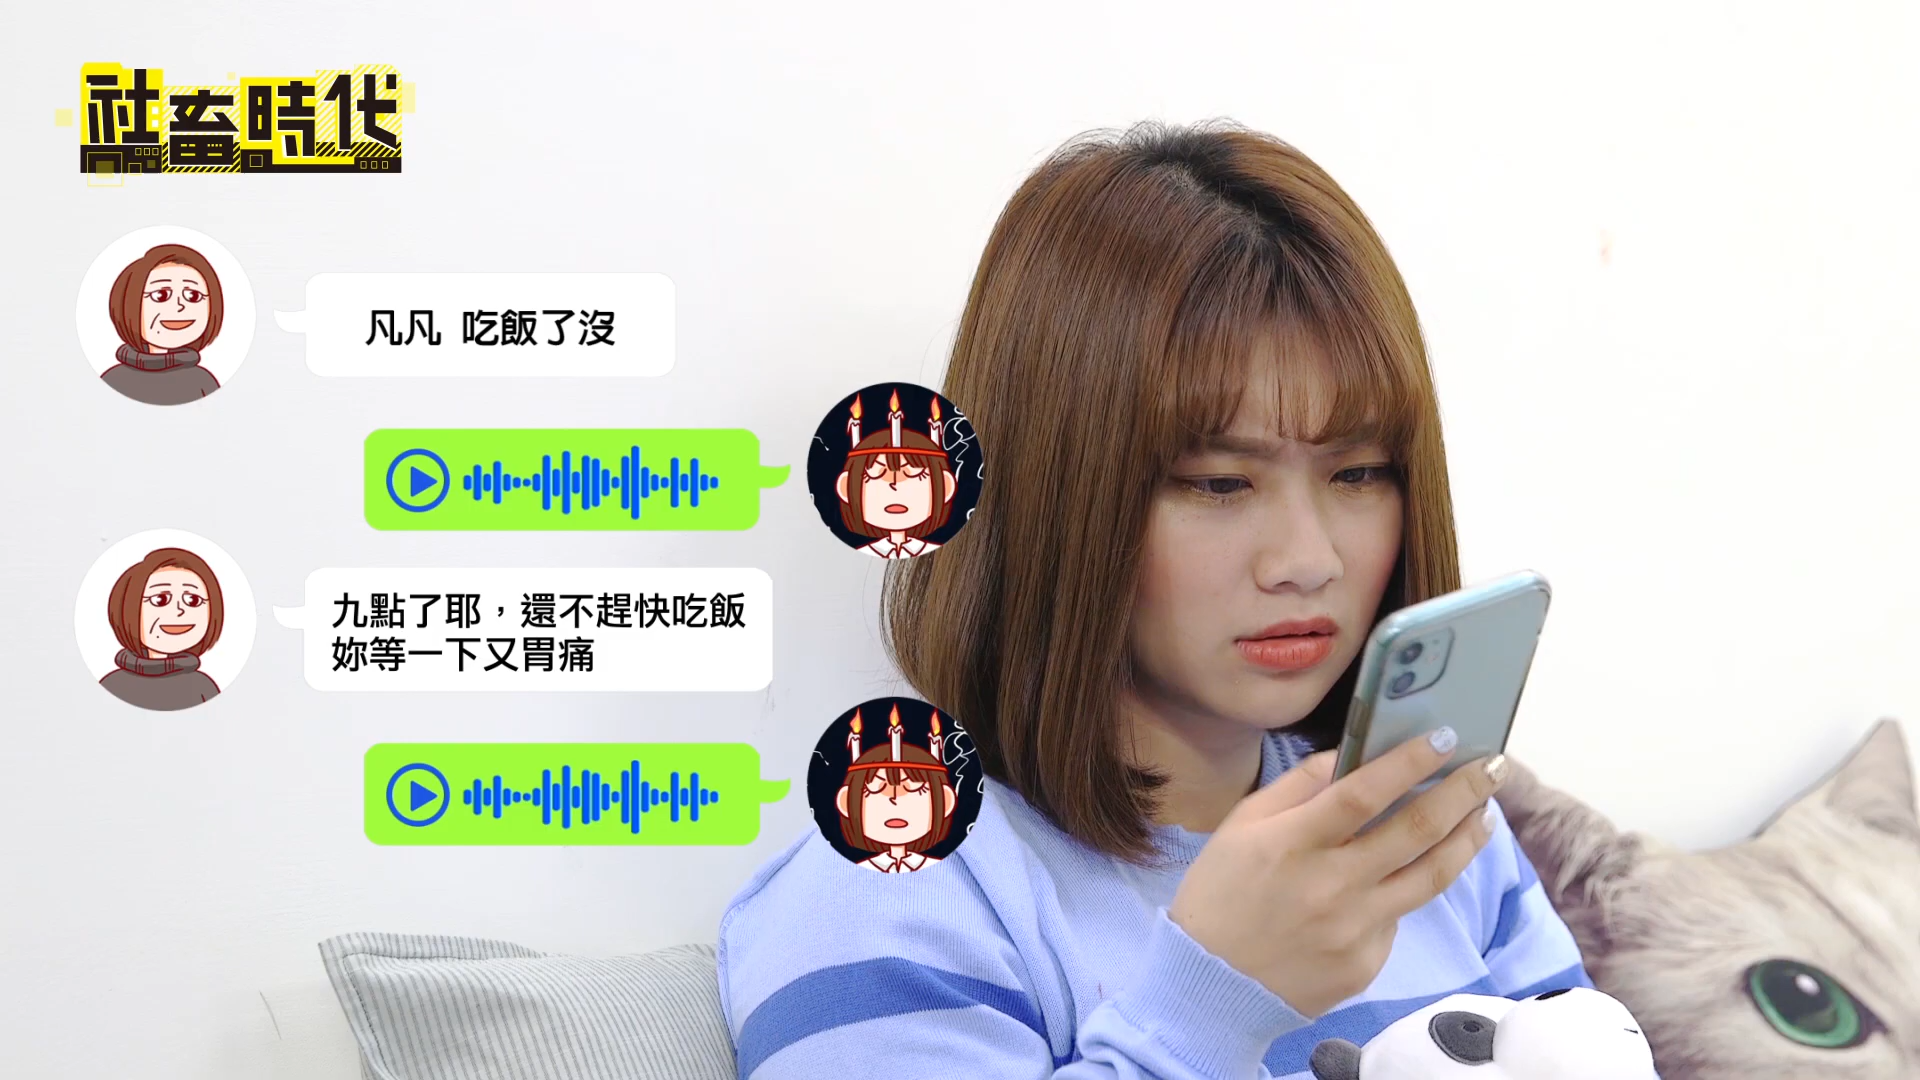 社畜時代
凡凡 吃飯了沒
九點了耶，還不趕快吃飯
妳等一下又胃痛